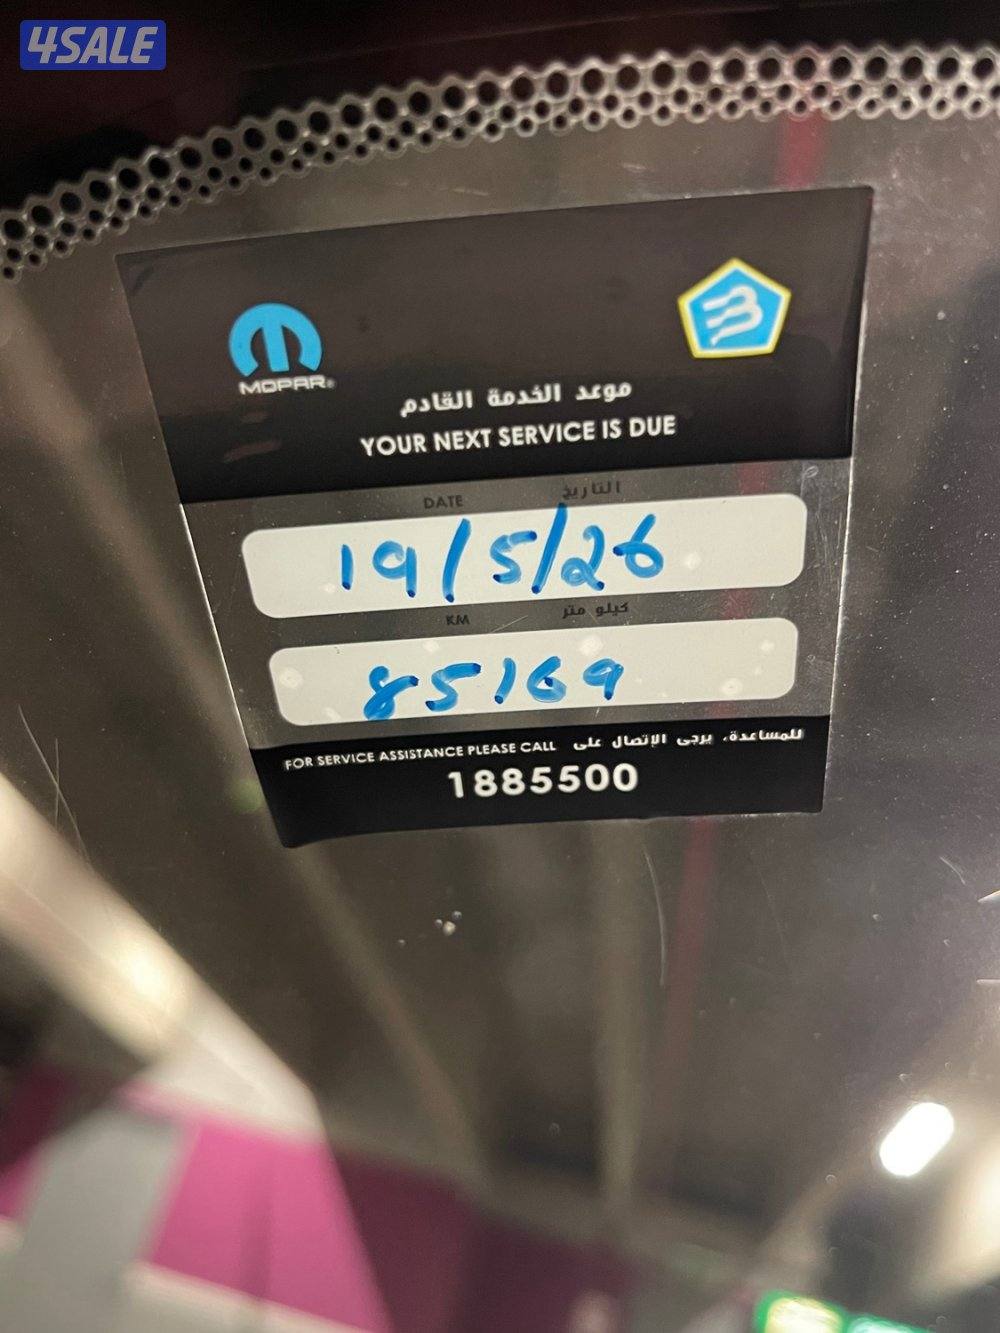 4SALE
MOPAR®
موعد الخدمة القادم
YOUR NEXT SERVICE IS DUE
DATE التاريخ
19/5/26
KM كيلو متر
85169
FOR SERVICE ASSISTANCE PLEASE CALL للمساعدة، يرجى الإتصال على
1885500